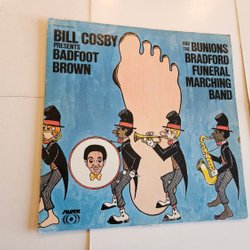 BILL COSBY
PRESENTS
BADFOOT
BROWN
AND THE
BUNIONS
BRADFORD
FUNERAL
MARCHING
BAND